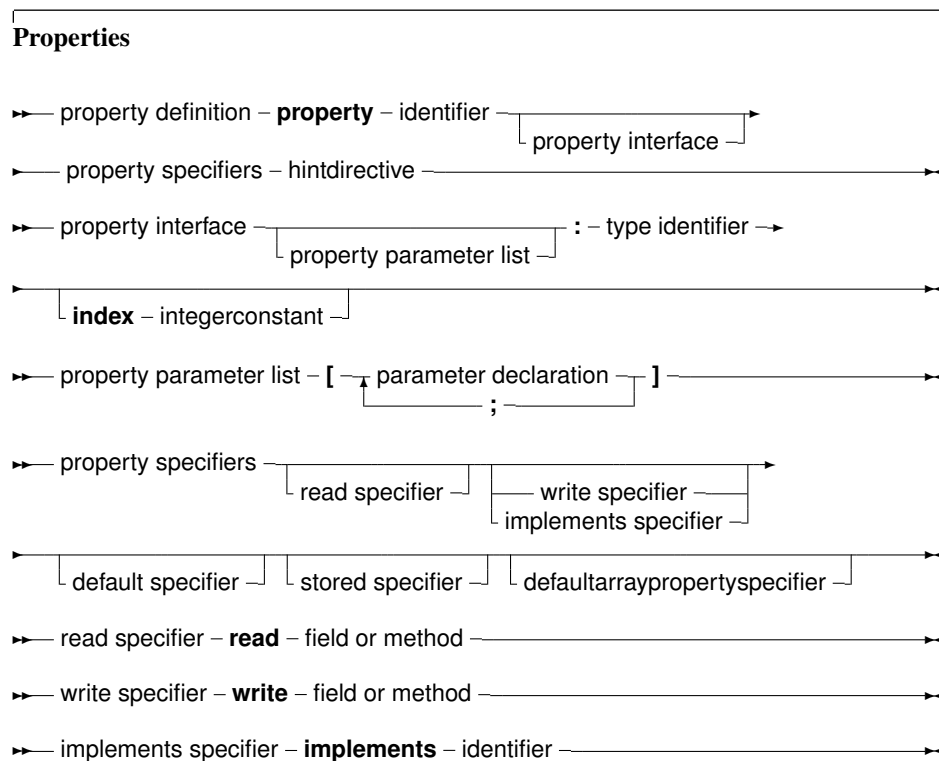 Properties
property definition – property – identifier
property interface
property specifiers – hintdirective
property interface : – type identifier
property parameter list
index – integerconstant
property parameter list – [ parameter declaration ]
;
property specifiers
read specifier write specifier
implements specifier
default specifier stored specifier defaultarraypropertyspecifier
read specifier – read – field or method
write specifier – write – field or method
implements specifier – implements – identifier